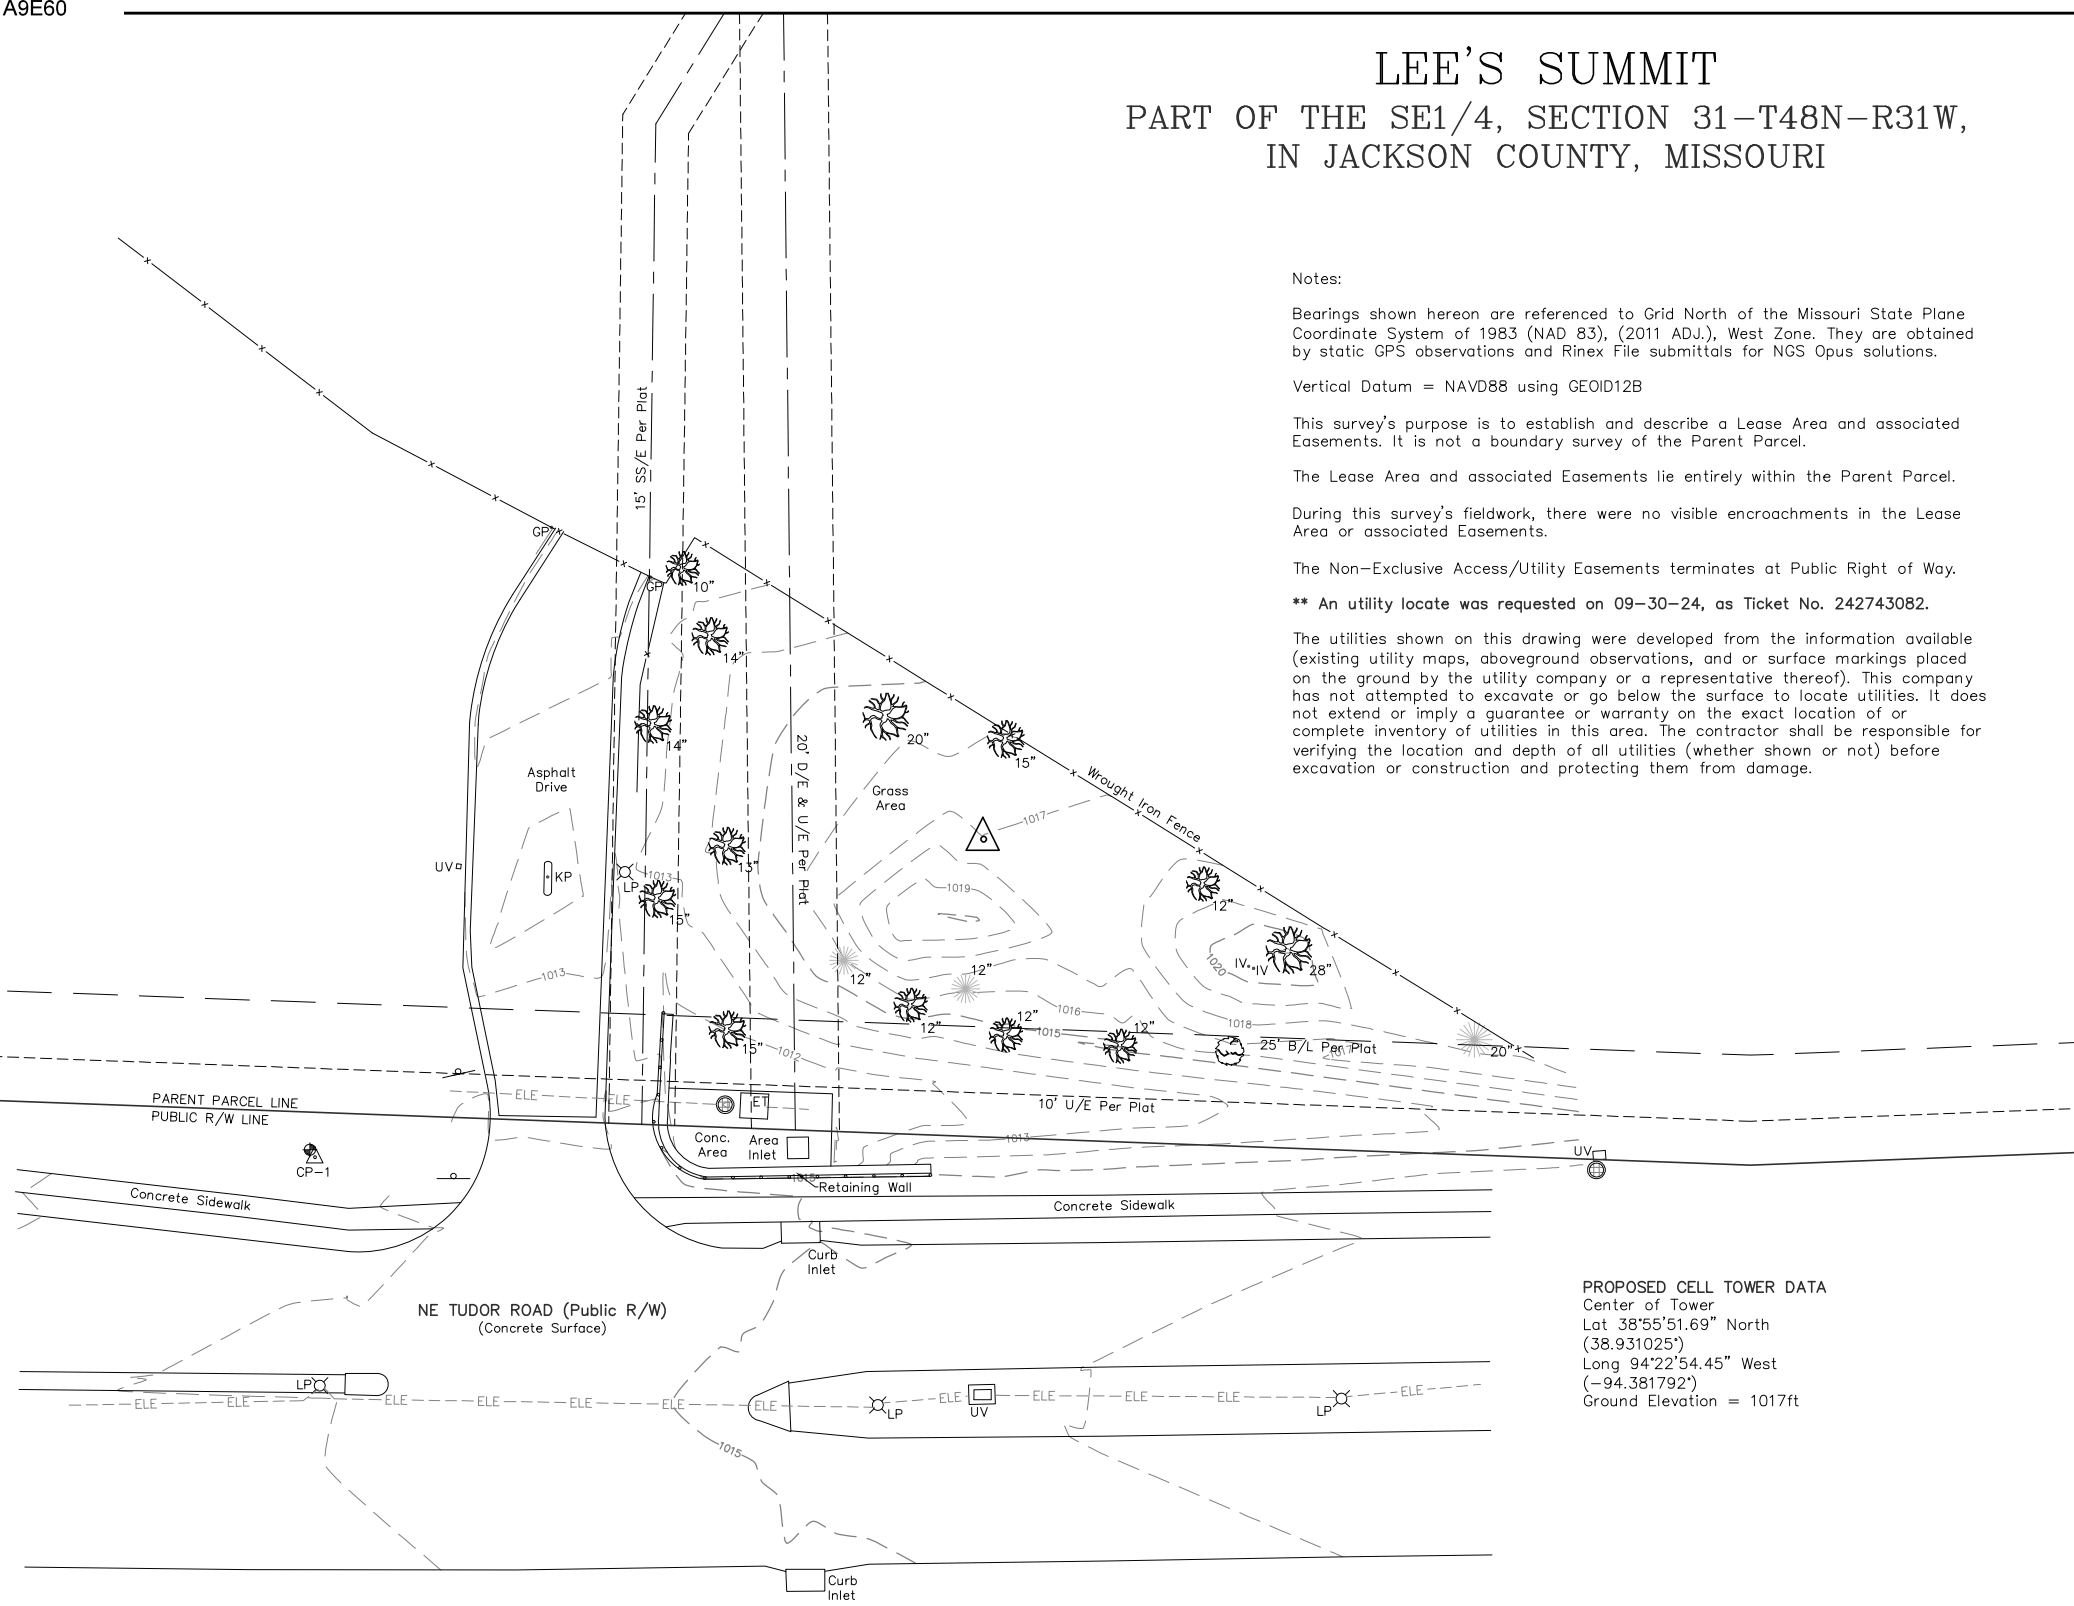 A9E60
LEE'S SUMMIT
PART OF THE SE1/4, SECTION 31-T48N-R31W,
IN JACKSON COUNTY, MISSOURI
Notes:
Bearings shown hereon are referenced to Grid North of the Missouri State Plane
Coordinate System of 1983 (NAD 83), (2011 ADJ.), West Zone. They are obtained
by static GPS observations and Rinex File submittals for NGS Opus solutions.
Vertical Datum = NAVD88 using GEOID12B
This survey's purpose is to establish and describe a Lease Area and associated
Easements. It is not a boundary survey of the Parent Parcel.
The Lease Area and associated Easements lie entirely within the Parent Parcel.
During this survey's fieldwork, there were no visible encroachments in the Lease
Area or associated Easements.
The Non-Exclusive Access/Utility Easements terminates at Public Right of Way.
** An utility locate was requested on 09-30-24, as Ticket No. 242743082.
The utilities shown on this drawing were developed from the information available
(existing utility maps, aboveground observations, and or surface markings placed
on the ground by the utility company or a representative thereof). This company
has not attempted to excavate or go below the surface to locate utilities. It does
not extend or imply a guarantee or warranty on the exact location of or
complete inventory of utilities in this area. The contractor shall be responsible for
verifying the location and depth of all utilities (whether shown or not) before
excavation or construction and protecting them from damage.
15' SS/E Per Plat
GP
GP
10"
14"
14"
20"
15"
20' D/E & U/E Per Plat
Wrought Iron Fence
Asphalt
Drive
Grass
Area
1017
UV
KP
LP
1013
13"
15"
1019
12"
1013
12"
12"
1020
IV
IV
28"
12"
1016
12"
1015
12"
1018
25' B/L Per Plat
1017
20"
15"
1012
ELE
ELE
ET
10' U/E Per Plat
PARENT PARCEL LINE
PUBLIC R/W LINE
Conc.
Area
Area
Inlet
1013
CP-1
UV
Retaining Wall
Concrete Sidewalk
Concrete Sidewalk
Curb
Inlet
NE TUDOR ROAD (Public R/W)
(Concrete Surface)
PROPOSED CELL TOWER DATA
Center of Tower
Lat 38°55'51.69" North
(38.931025°)
Long 94°22'54.45" West
(-94.381792°)
Ground Elevation = 1017ft
LP
ELE
ELE
ELE
ELE
ELE
ELE
ELE
LP
ELE
UV
ELE
ELE
ELE
LP
ELE
1015
Curb
Inlet